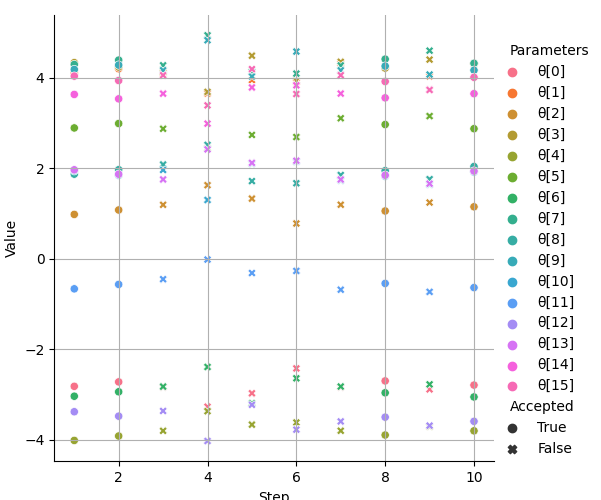 4
2
0
−2
−4
Value
2
4
6
8
10
Step
Parameters
θ[0]
θ[1]
θ[2]
θ[3]
θ[4]
θ[5]
θ[6]
θ[7]
θ[8]
θ[9]
θ[10]
θ[11]
θ[12]
θ[13]
θ[14]
θ[15]
Accepted
True
False